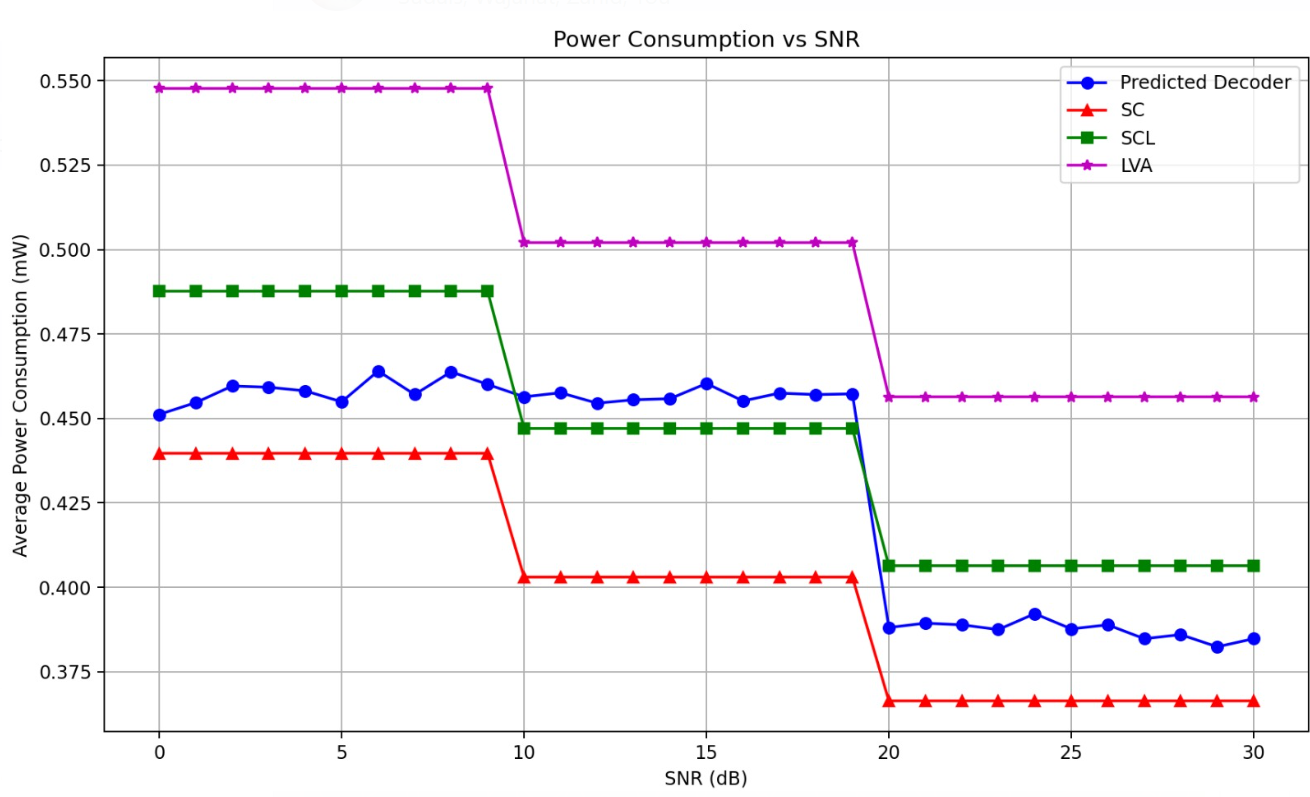 Power Consumption vs SNR
Predicted Decoder
SC
SCL
LVA
Average Power Consumption (mW)
0.550
0.525
0.500
0.475
0.450
0.425
0.400
0.375
0 5 10 15 20 25 30
SNR (dB)